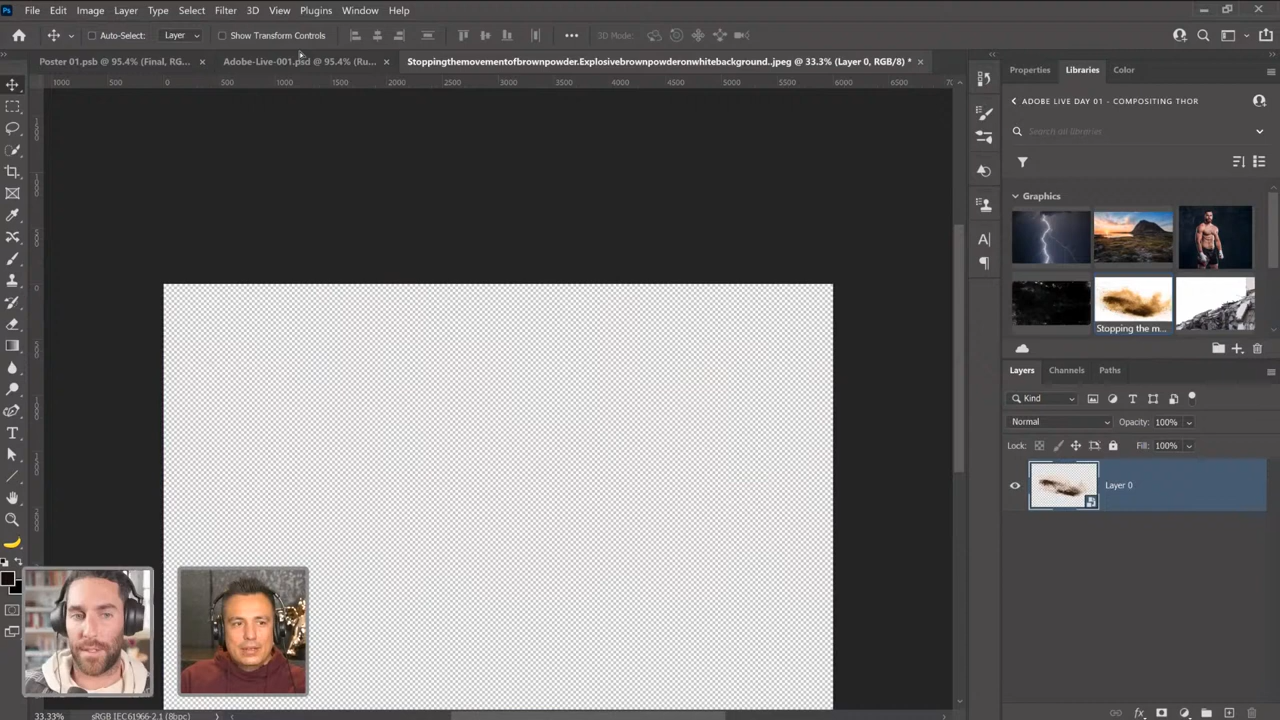 Ps File Edit Image Layer Type Select Filter 3D View Plugins Window Help
Auto-Select: Layer Show Transform Controls ••• 3D Mode:
Poster 01.psb @ 95.4% (Final, RG... × Adobe-Live-001.psd @ 95.4% (Ru... × Stoppingthemovementofbrownpowder.Explosivebrownpowderonwhitebackground..jpeg @ 33.3% (Layer 0, RGB/8) * ×
1000 500 0 500 1000 1500 2000 2500 3000 3500 4000 4500 5000 5500 6000 6500
Properties Libraries Color
ADOBE LIVE DAY 01 - COMPOSITING THOR
Search all libraries
Graphics
Stopping the m...
Layers Channels Paths
Kind
Normal Opacity: 100%
Lock: Fill: 100%
Layer 0
33.33% sRGB IEC61966-2.1 (8bpc)